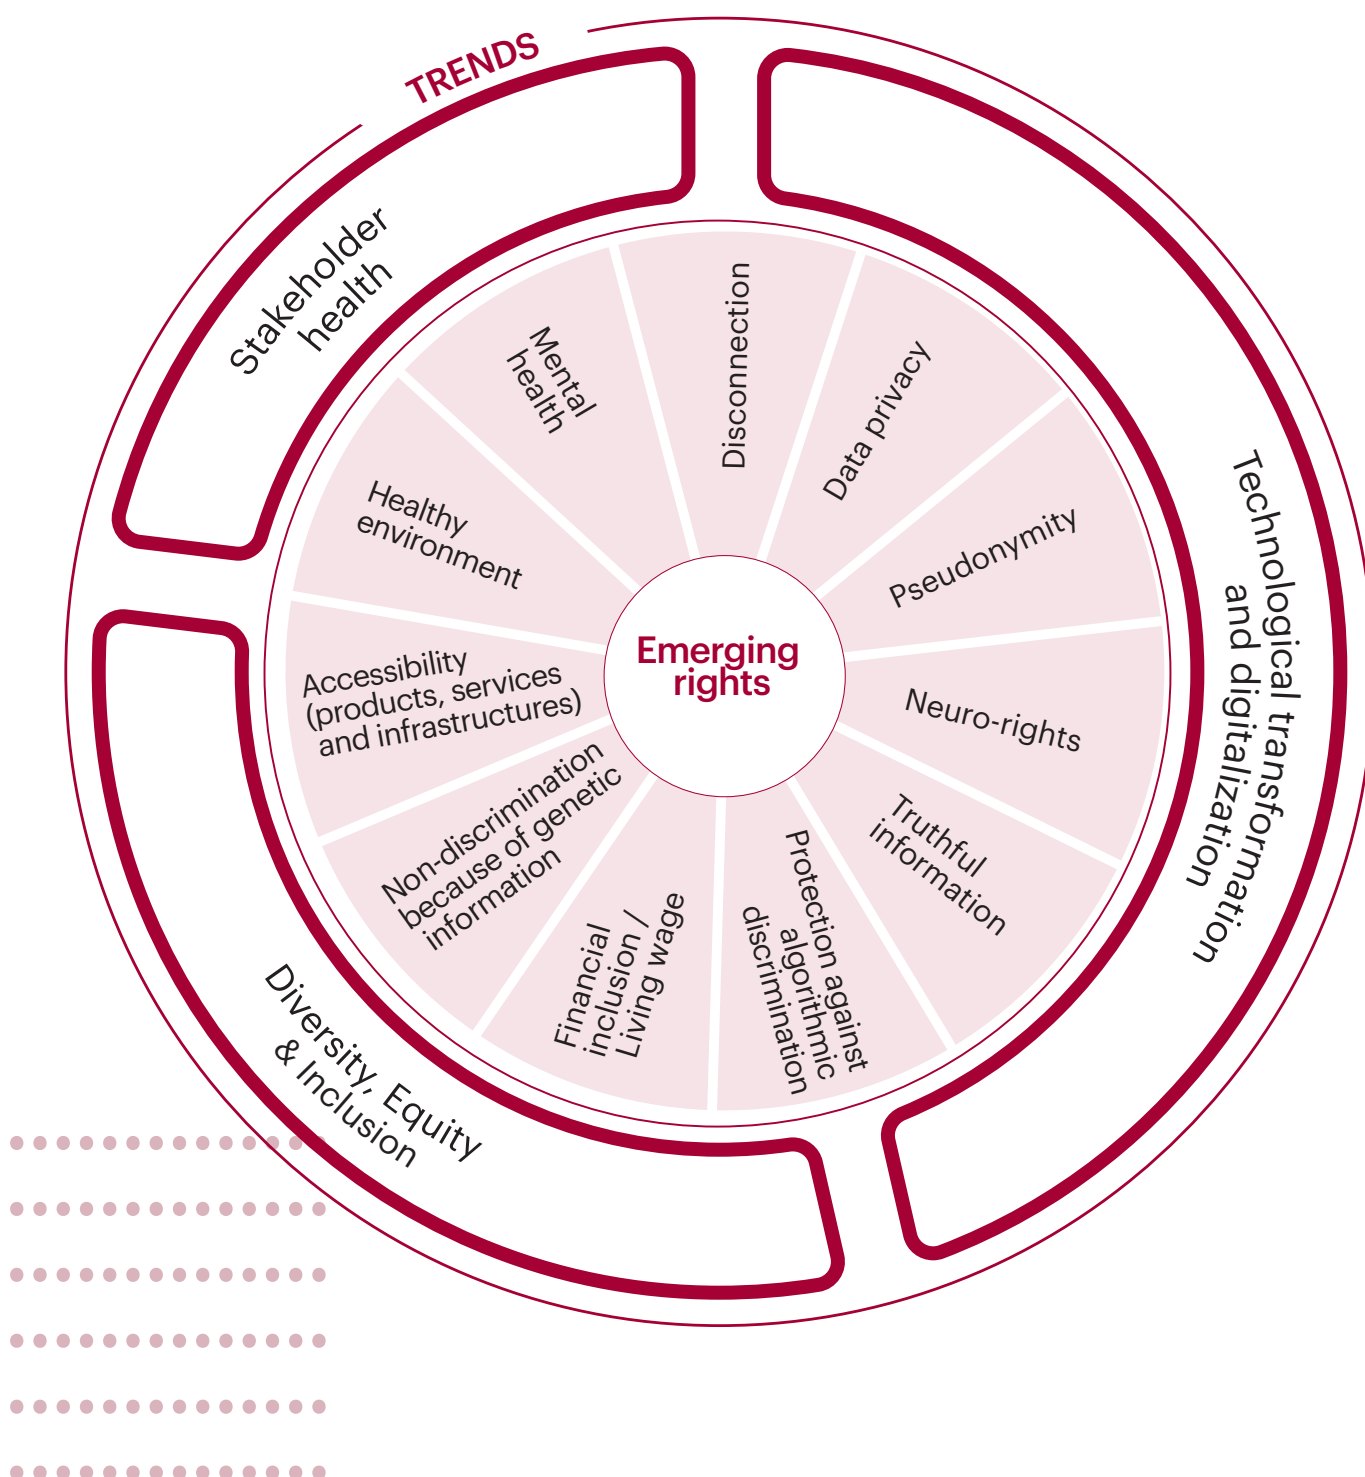 TRENDS
Stakeholder
health
Technological transformation
and digitalization
Diversity, Equity
& Inclusion
Emerging
rights
Disconnection
Data privacy
Pseudonymity
Neuro-rights
Truthful
information
Protection against
algorithmic
discrimination
Financial
inclusion /
Living wage
Non-discrimination
because of genetic
information
Accessibility
(products, services
and infrastructures)
Healthy
environment
Mental
health